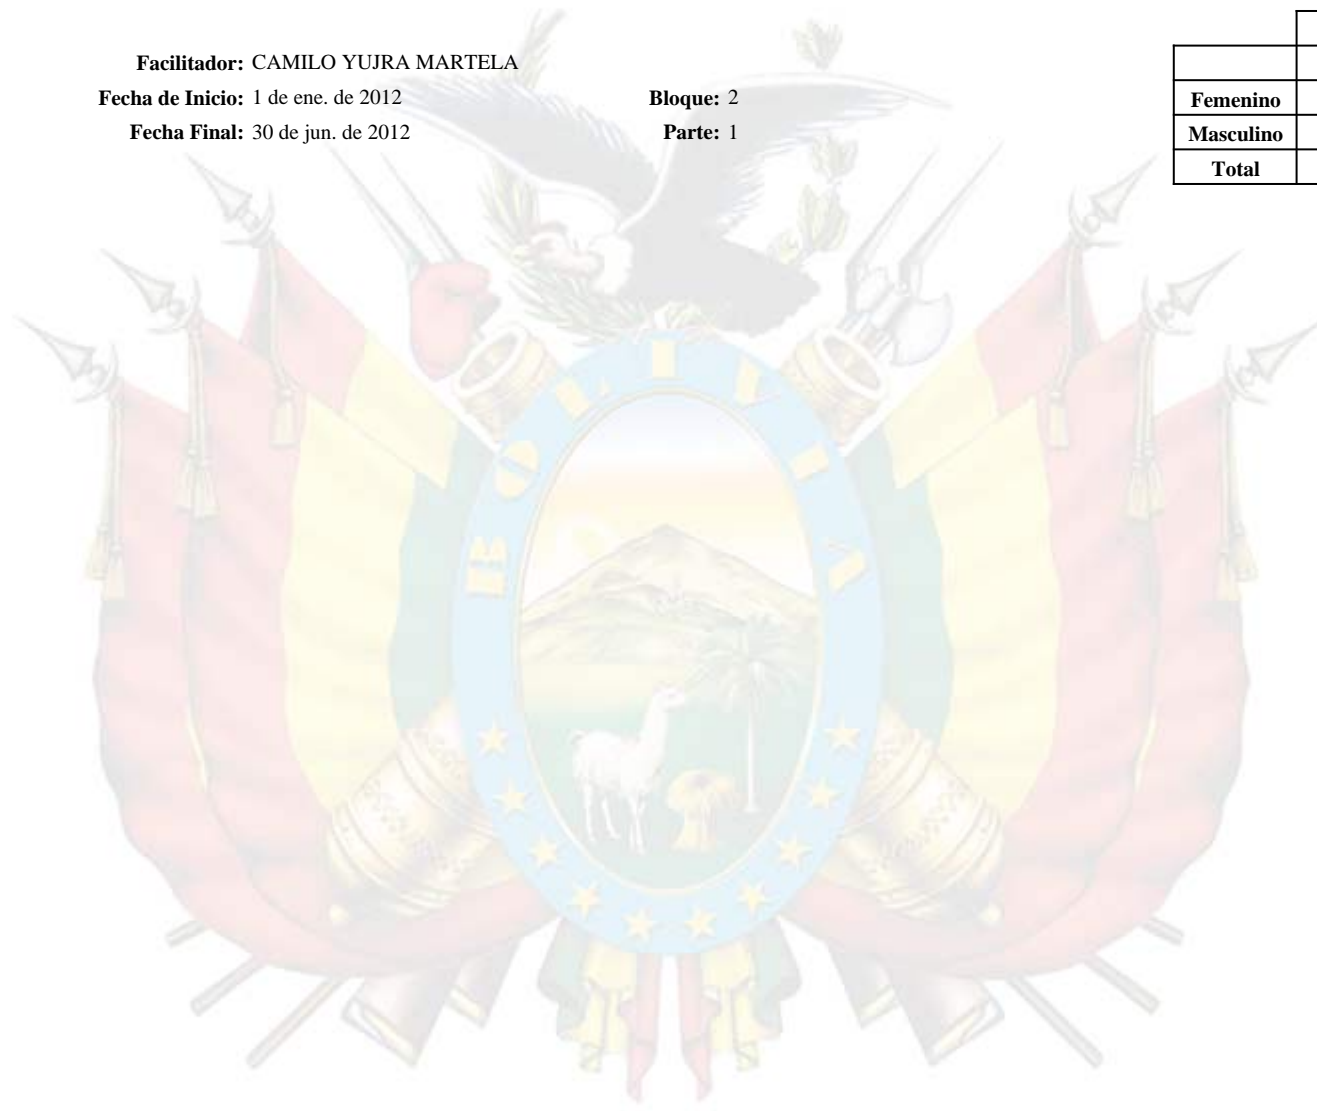 Facilitador: CAMILO YUJRA MARTELA
Fecha de Inicio: 1 de ene. de 2012 Bloque: 2
Fecha Final: 30 de jun. de 2012 Parte: 1
Femenino
Masculino
Total
BOLIVIA